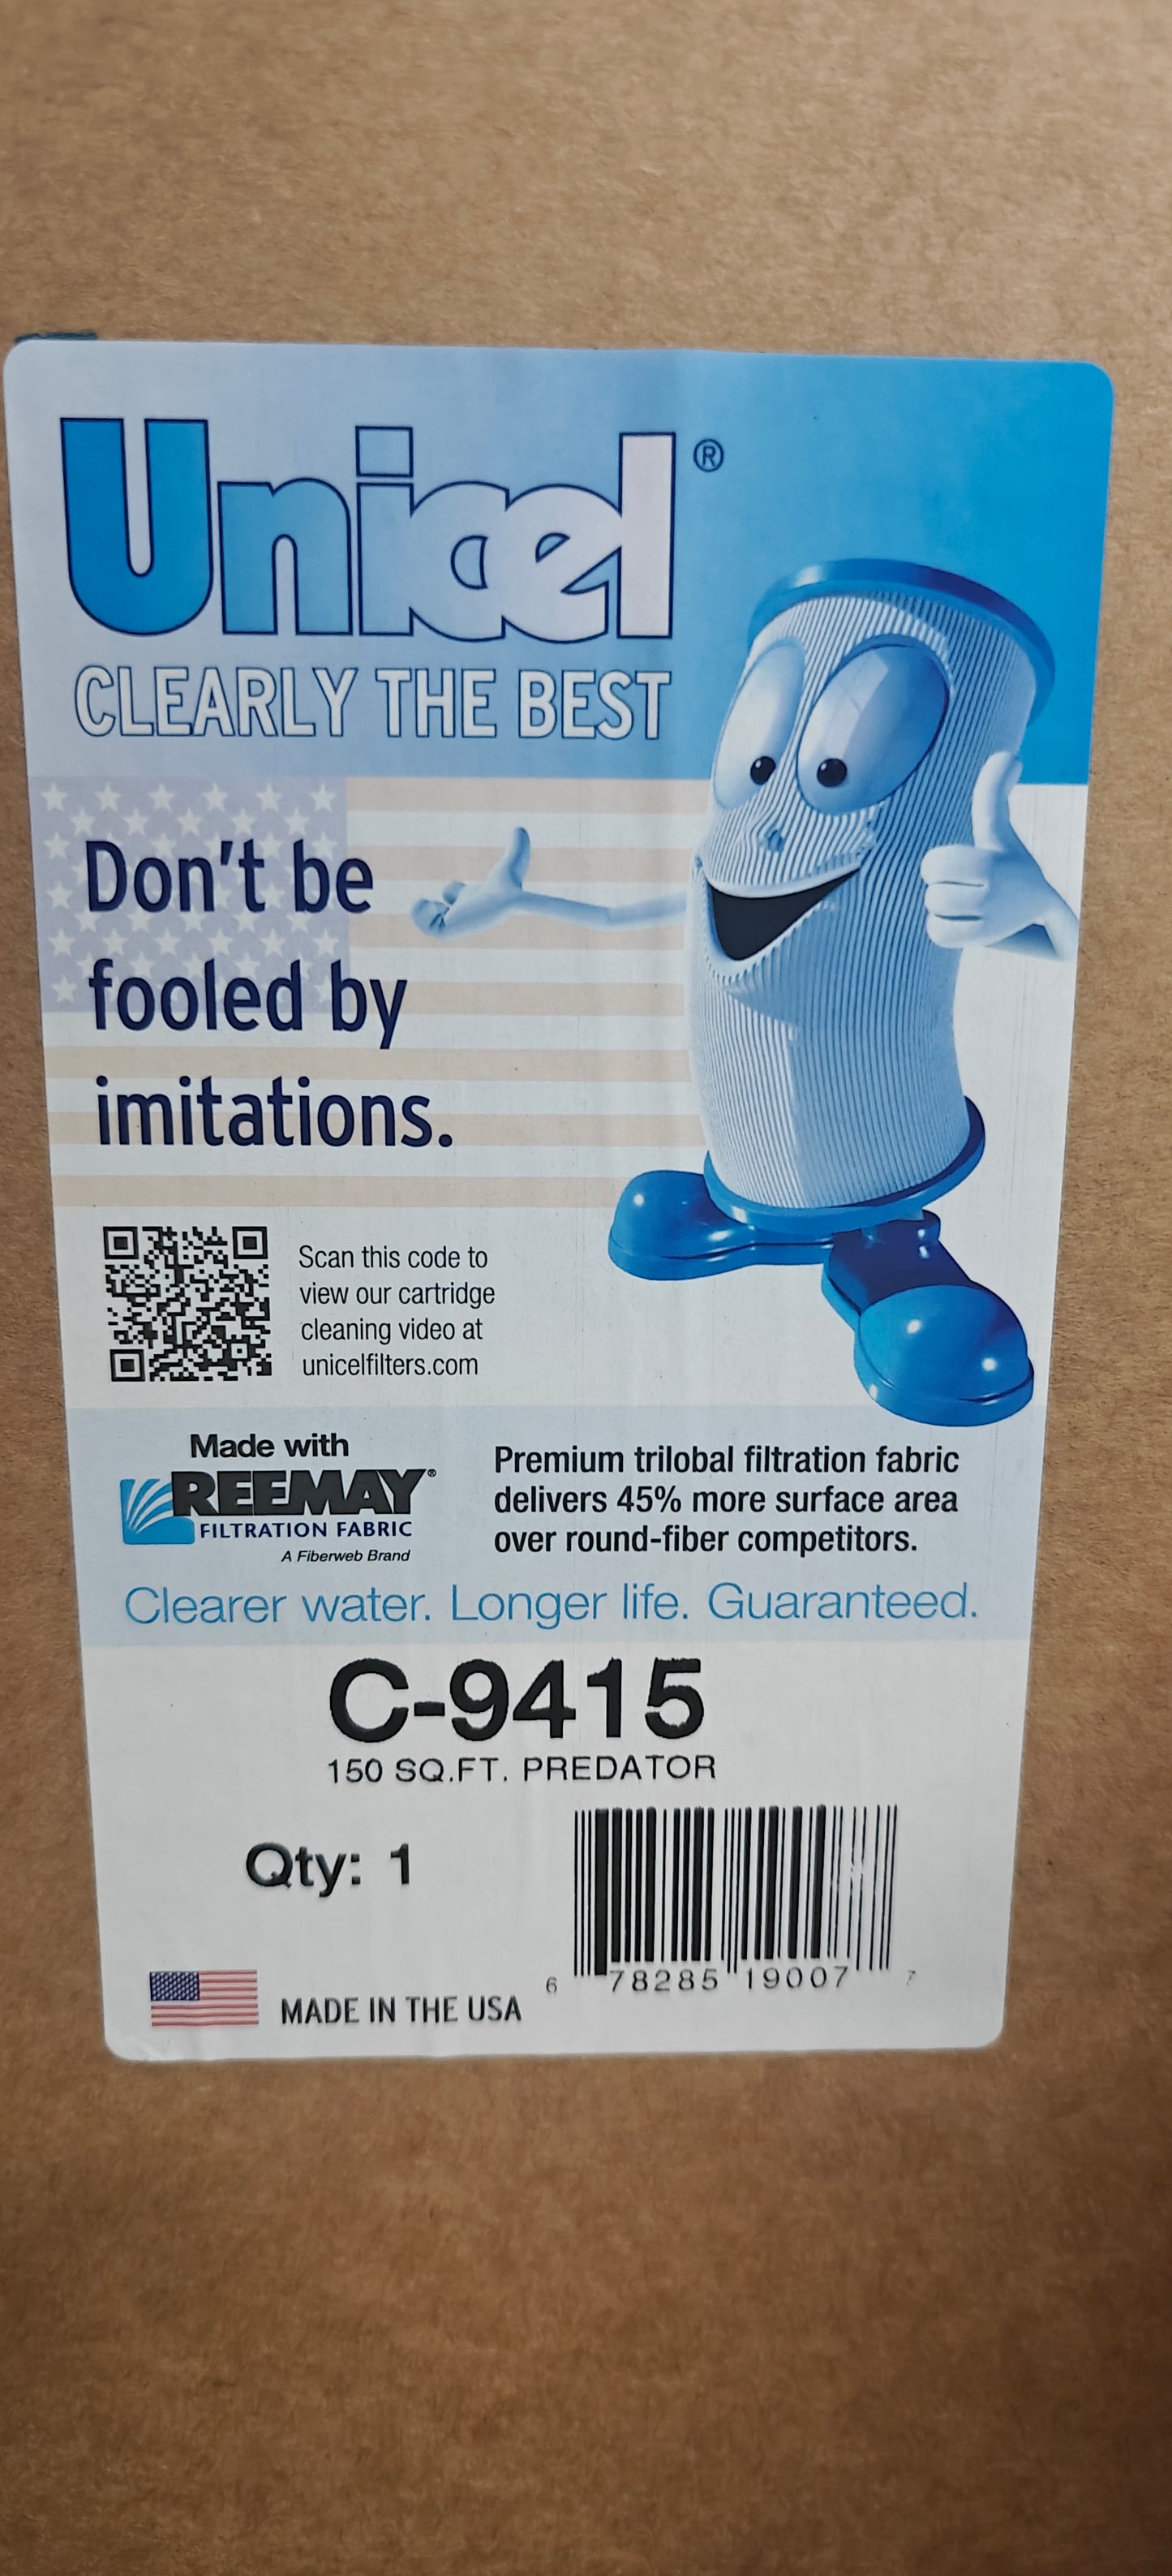 Unicel®
CLEARLY THE BEST
Don't be
fooled by
imitations.
Scan this code to
view our cartridge
cleaning video at
unicelfilters.com
Made with
REEMAY®
FILTRATION FABRIC
A Fiberweb Brand
Premium trilobal filtration fabric
delivers 45% more surface area
over round-fiber competitors.
Clearer water. Longer life. Guaranteed.
C-9415
150 SQ.FT. PREDATOR
Qty: 1
6 78285 19007 7
MADE IN THE USA